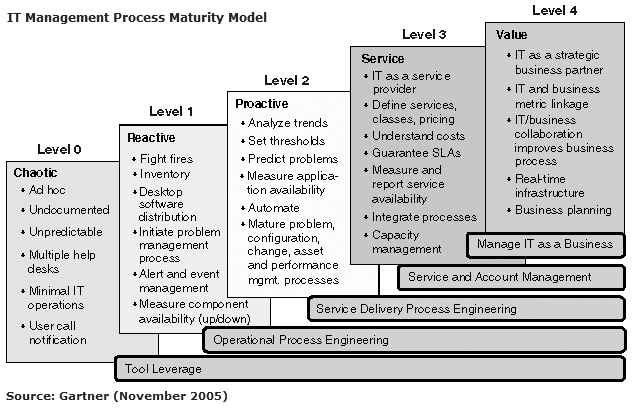 IT Management Process Maturity Model
Level 0
Chaotic
Ad hoc
Undocumented
Unpredictable
Multiple help
desks
Minimal IT
operations
User call
notification
Level 1
Reactive
Fight fires
Inventory
Desktop
software
distribution
Initiate problem
management
process
Alert and event
management
Measure component
availability (up/down)
Level 2
Proactive
Analyze trends
Set thresholds
Predict problems
Measure applica-
tion availability
Automate
Mature problem,
configuration,
change, asset
and performance
mgmt. processes
Level 3
Service
IT as a service
provider
Define services,
classes, pricing
Understand costs
Guarantee SLAs
Measure and
report service
availability
Integrate processes
Capacity
management
Level 4
Value
IT as a strategic
business partner
IT and business
metric linkage
IT/business
collaboration
improves business
process
Real-time
infrastructure
Business planning
Manage IT as a Business
Service and Account Management
Service Delivery Process Engineering
Operational Process Engineering
Tool Leverage
Source: Gartner (November 2005)